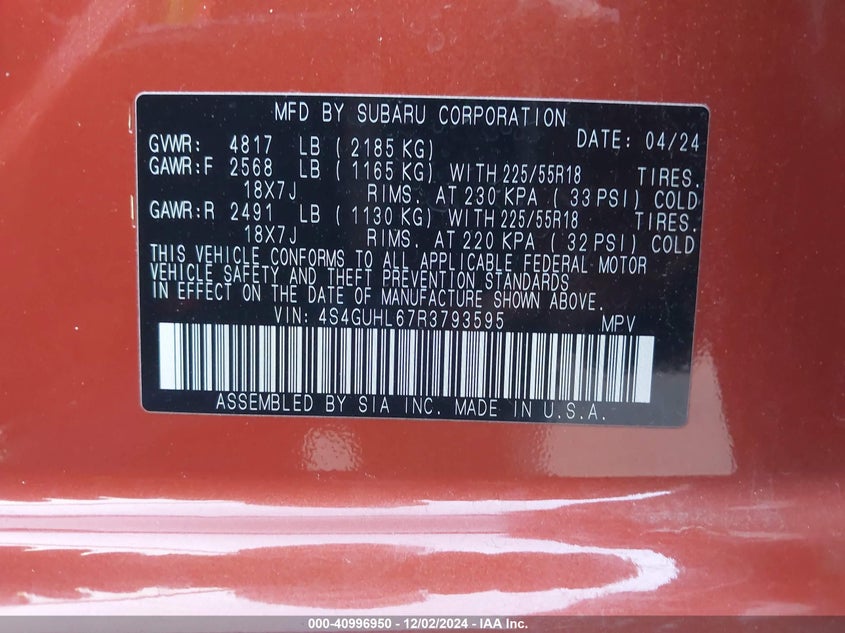 MFD BY SUBARU CORPORATION
GVWR: 4817 LB ( 2185 KG) DATE: 04/24
GAWR:F 2568 LB ( 1165 KG) WITH 225/55R18 TIRES.
18X7J RIMS. AT 230 KPA ( 33 PSI) COLD
GAWR:R 2491 LB ( 1130 KG) WITH 225/55R18 TIRES.
18X7J RIMS. AT 220 KPA ( 32 PSI) COLD
THIS VEHICLE CONFORMS TO ALL APPLICABLE FEDERAL MOTOR
VEHICLE SAFETY AND THEFT PREVENTION STANDARDS
IN EFFECT ON THE DATE OF MANUFACTURE SHOWN ABOVE.
VIN: 4S4GUHL67R3793595 MPV
ASSEMBLED BY SIA INC. MADE IN U.S.A.
000-40996950 - 12/02/2024 - IAA Inc.